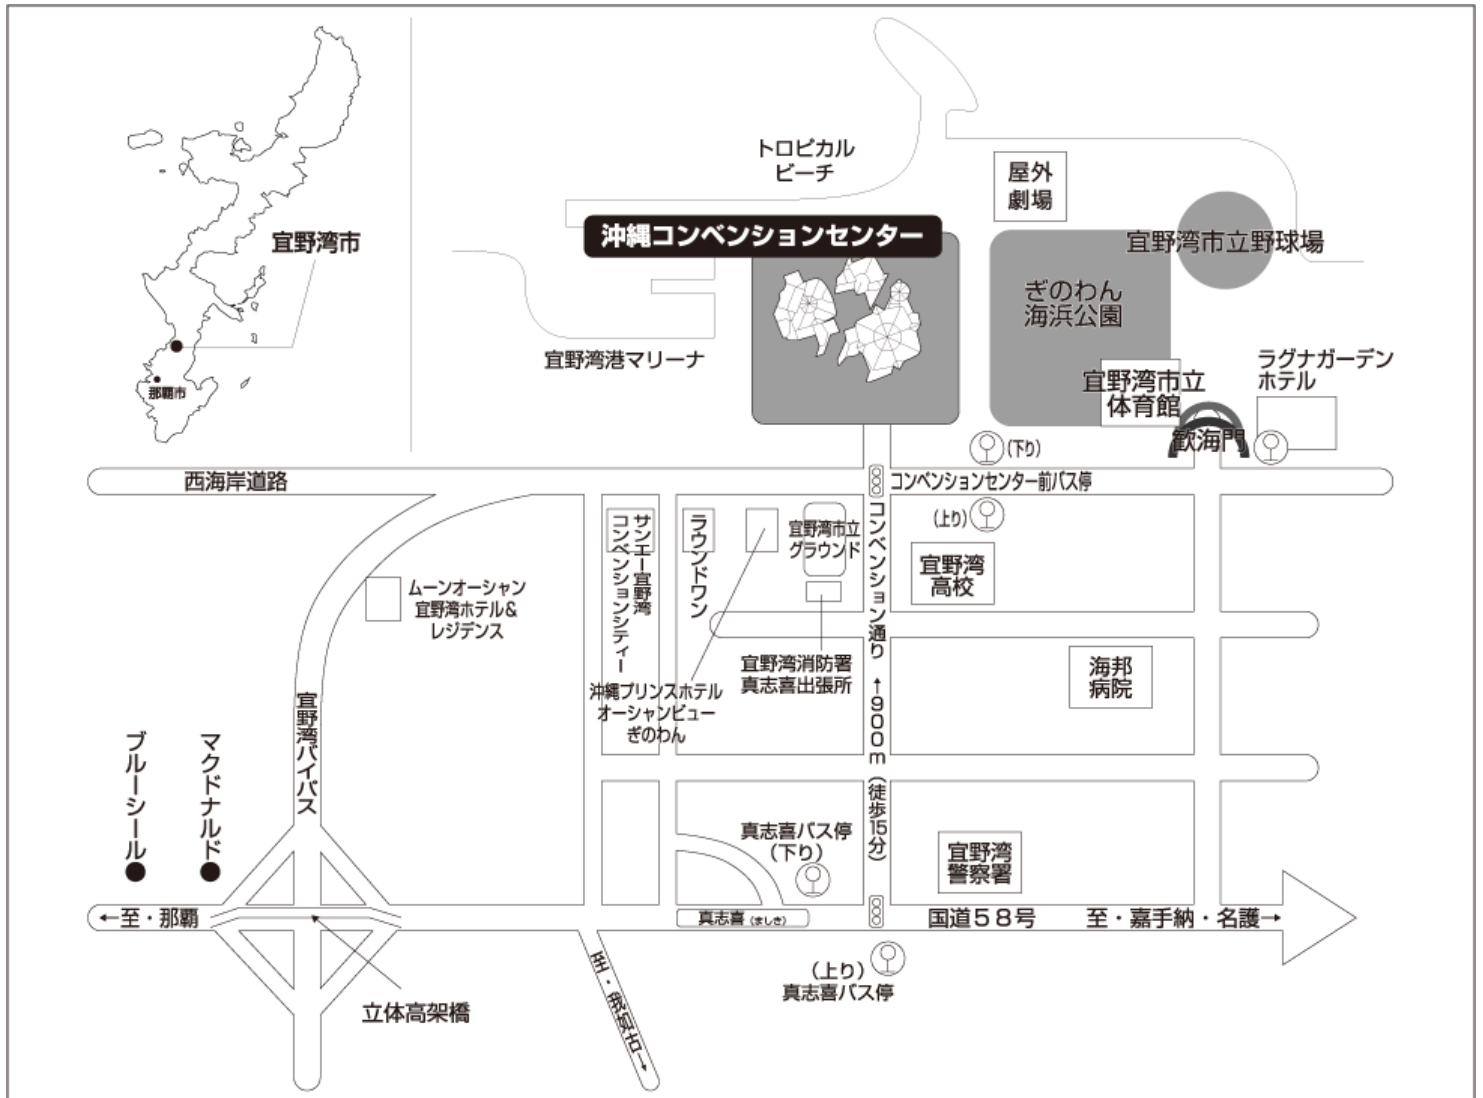 宜野湾市
那覇市
トロピカル
ビーチ
屋外
劇場
沖縄コンベンションセンター
宜野湾市立野球場
ぎのわん
海浜公園
宜野湾港マリーナ
宜野湾市立
体育館
ラグナガーデン
ホテル
歓海門
(下り)
西海岸道路
コンベンションセンター前バス停
(上り)
サンエー宜野湾
コンベンションシティー
ラウンドワン
宜野湾市立
グラウンド
コンベンション通り
←900m(徒歩15分)
宜野湾
高校
ムーンオーシャン
宜野湾ホテル&
レジデンス
宜野湾消防署
真志喜出張所
沖縄プリンスホテル
オーシャンビュー
ぎのわん
海邦
病院
宜野湾バイパス
マクドナルド
ブルーシール
真志喜バス停
(下り)
宜野湾
警察署
←至・那覇
真志喜(ましき)
国道58号
至・嘉手納・名護→
(上り)
真志喜バス停
立体高架橋